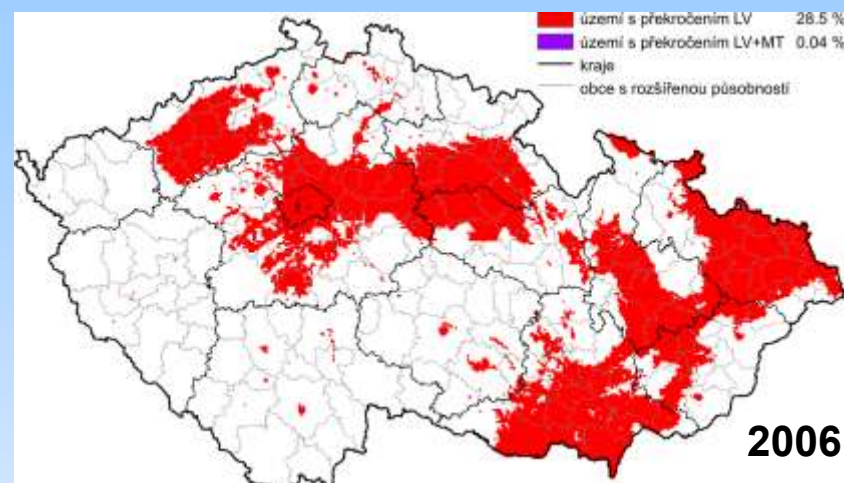 území s překročením LV 28.5 %
území s překročením LV+MT 0.04 %
kraje
obce s rozšířenou působností
2006